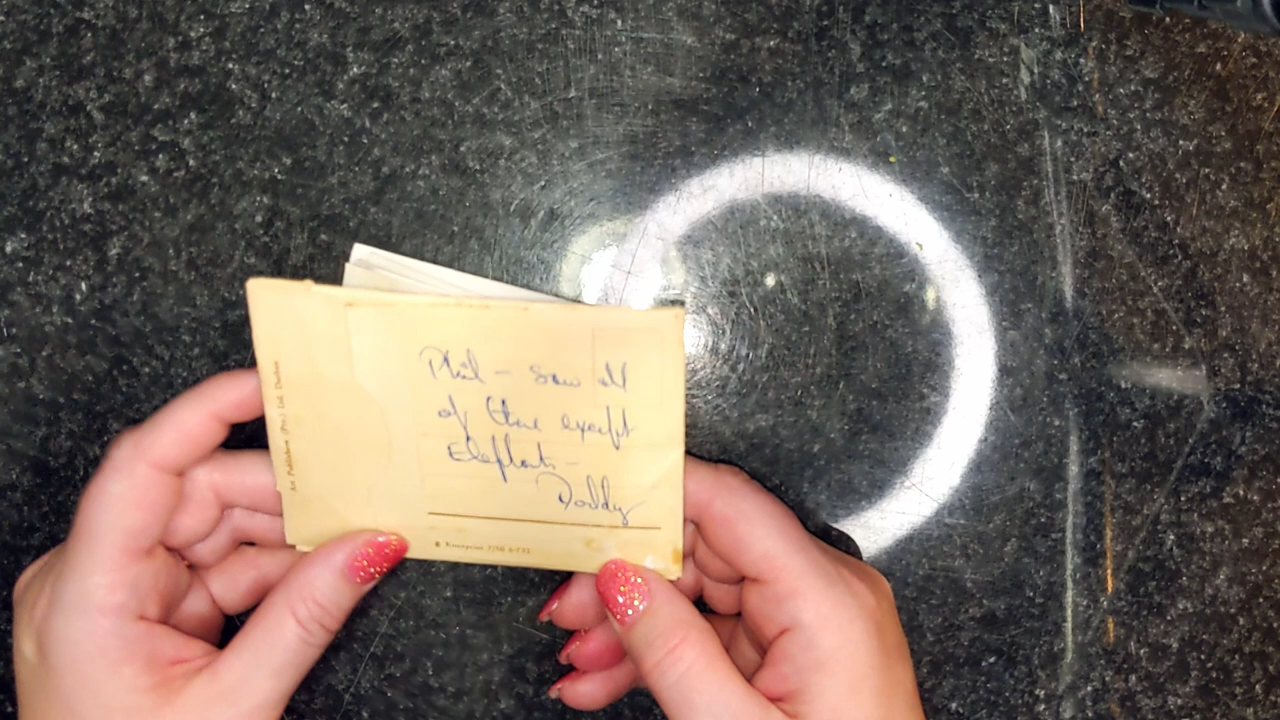 Phil - Saw all
of these except
Elephants -
Daddy
Art Publishers (Pty.) Ltd. Durban